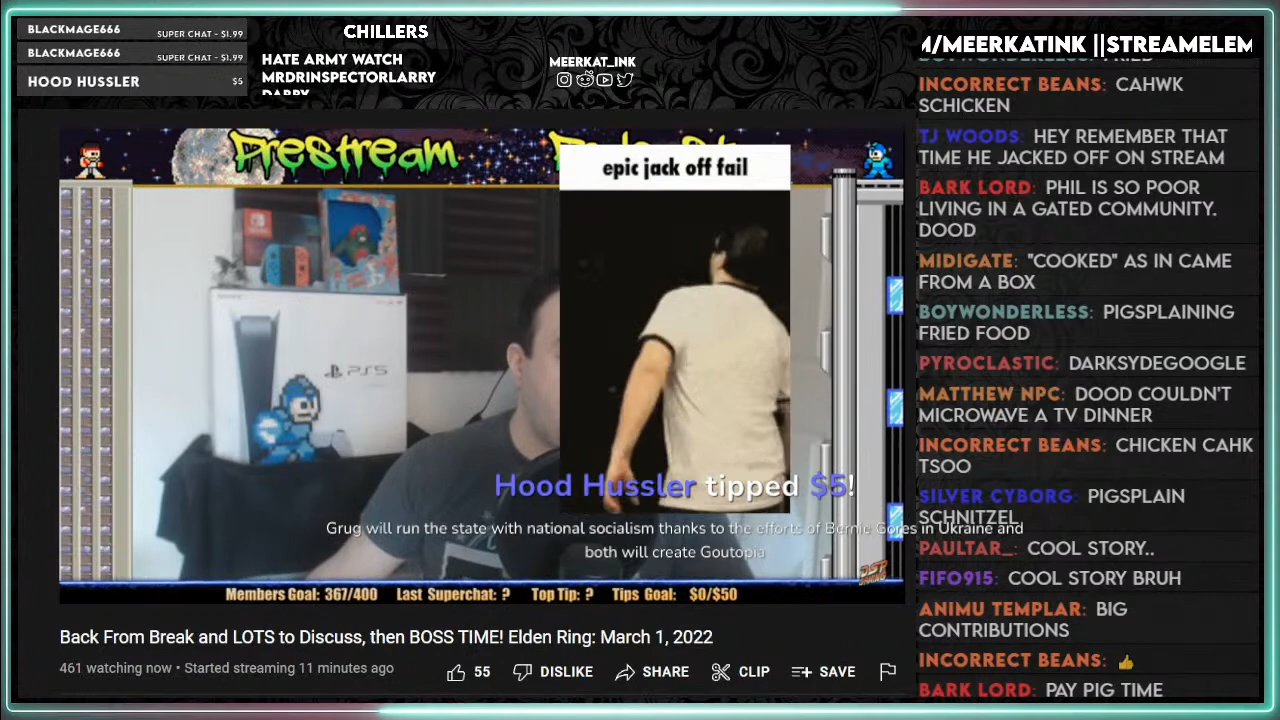 BLACKMAGE666
SUPER CHAT - $1.99
BLACKMAGE666
SUPER CHAT - $1.99
HOOD HUSSLER
$5
CHILLERS
HATE ARMY WATCH
MRDRINSPECTORLARRY
DARRY
MEERKAT_INK
/MEERKATINK ||STREAMELEM
BOYWONDERLESS: FRIED
INCORRECT BEANS: CAHWK
SCHICKEN
TJ WOODS: HEY REMEMBER THAT
TIME HE JACKED OFF ON STREAM
BARK LORD: PHIL IS SO POOR
LIVING IN A GATED COMMUNITY.
DOOD
MIDIGATE: "COOKED" AS IN CAME
FROM A BOX
BOYWONDERLESS: PIGSPLAINING
FRIED FOOD
PYROCLASTIC: DARKSYDEGOOGLE
MATTHEW NPC: DOOD COULDN'T
MICROWAVE A TV DINNER
INCORRECT BEANS: CHICKEN CAHK
TSOO
SILVER CYBORG: PIGSPLAIN
SCHNITZEL
PAULTAR_: COOL STORY..
FIFO915: COOL STORY BRUH
ANIMU TEMPLAR: BIG
CONTRIBUTIONS
INCORRECT BEANS: 👍
BARK LORD: PAY PIG TIME
Prestream
epic jack off fail
PS5
Hood Hussler tipped $5!
Grug will run the state with national socialism thanks to the efforts of Bernie Gores in Ukraine and
both will create Goutopia
DSP
GAMING
Members Goal: 367/400 Last Superchat: ? Top Tip: ? Tips Goal: $0/$50
Back From Break and LOTS to Discuss, then BOSS TIME! Elden Ring: March 1, 2022
461 watching now • Started streaming 11 minutes ago
55 DISLIKE SHARE CLIP SAVE